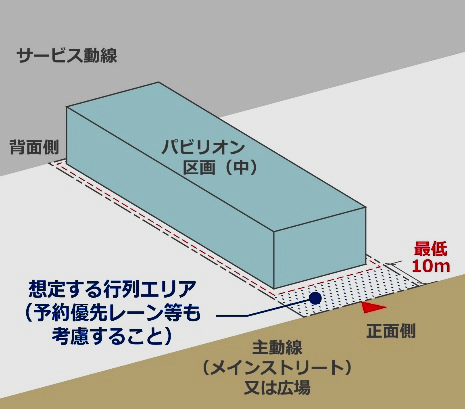 サービス動線
背面側
パビリオン
区画（中）
最低
10m
想定する行列エリア
（予約優先レーン等も
考慮すること）
正面側
主動線
（メインストリート）
又は広場